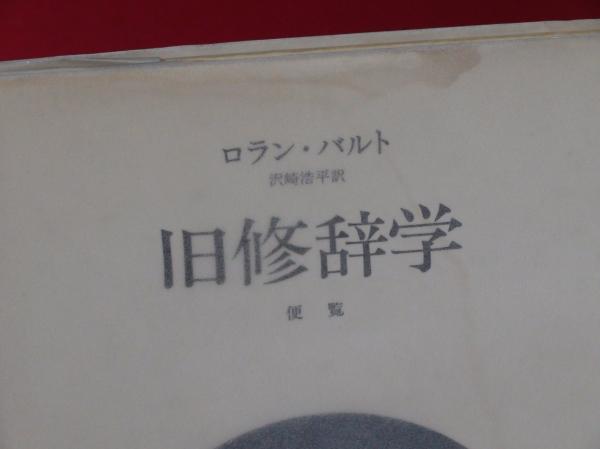 ロラン・バルト
沢崎浩平訳
旧修辞学
便覧